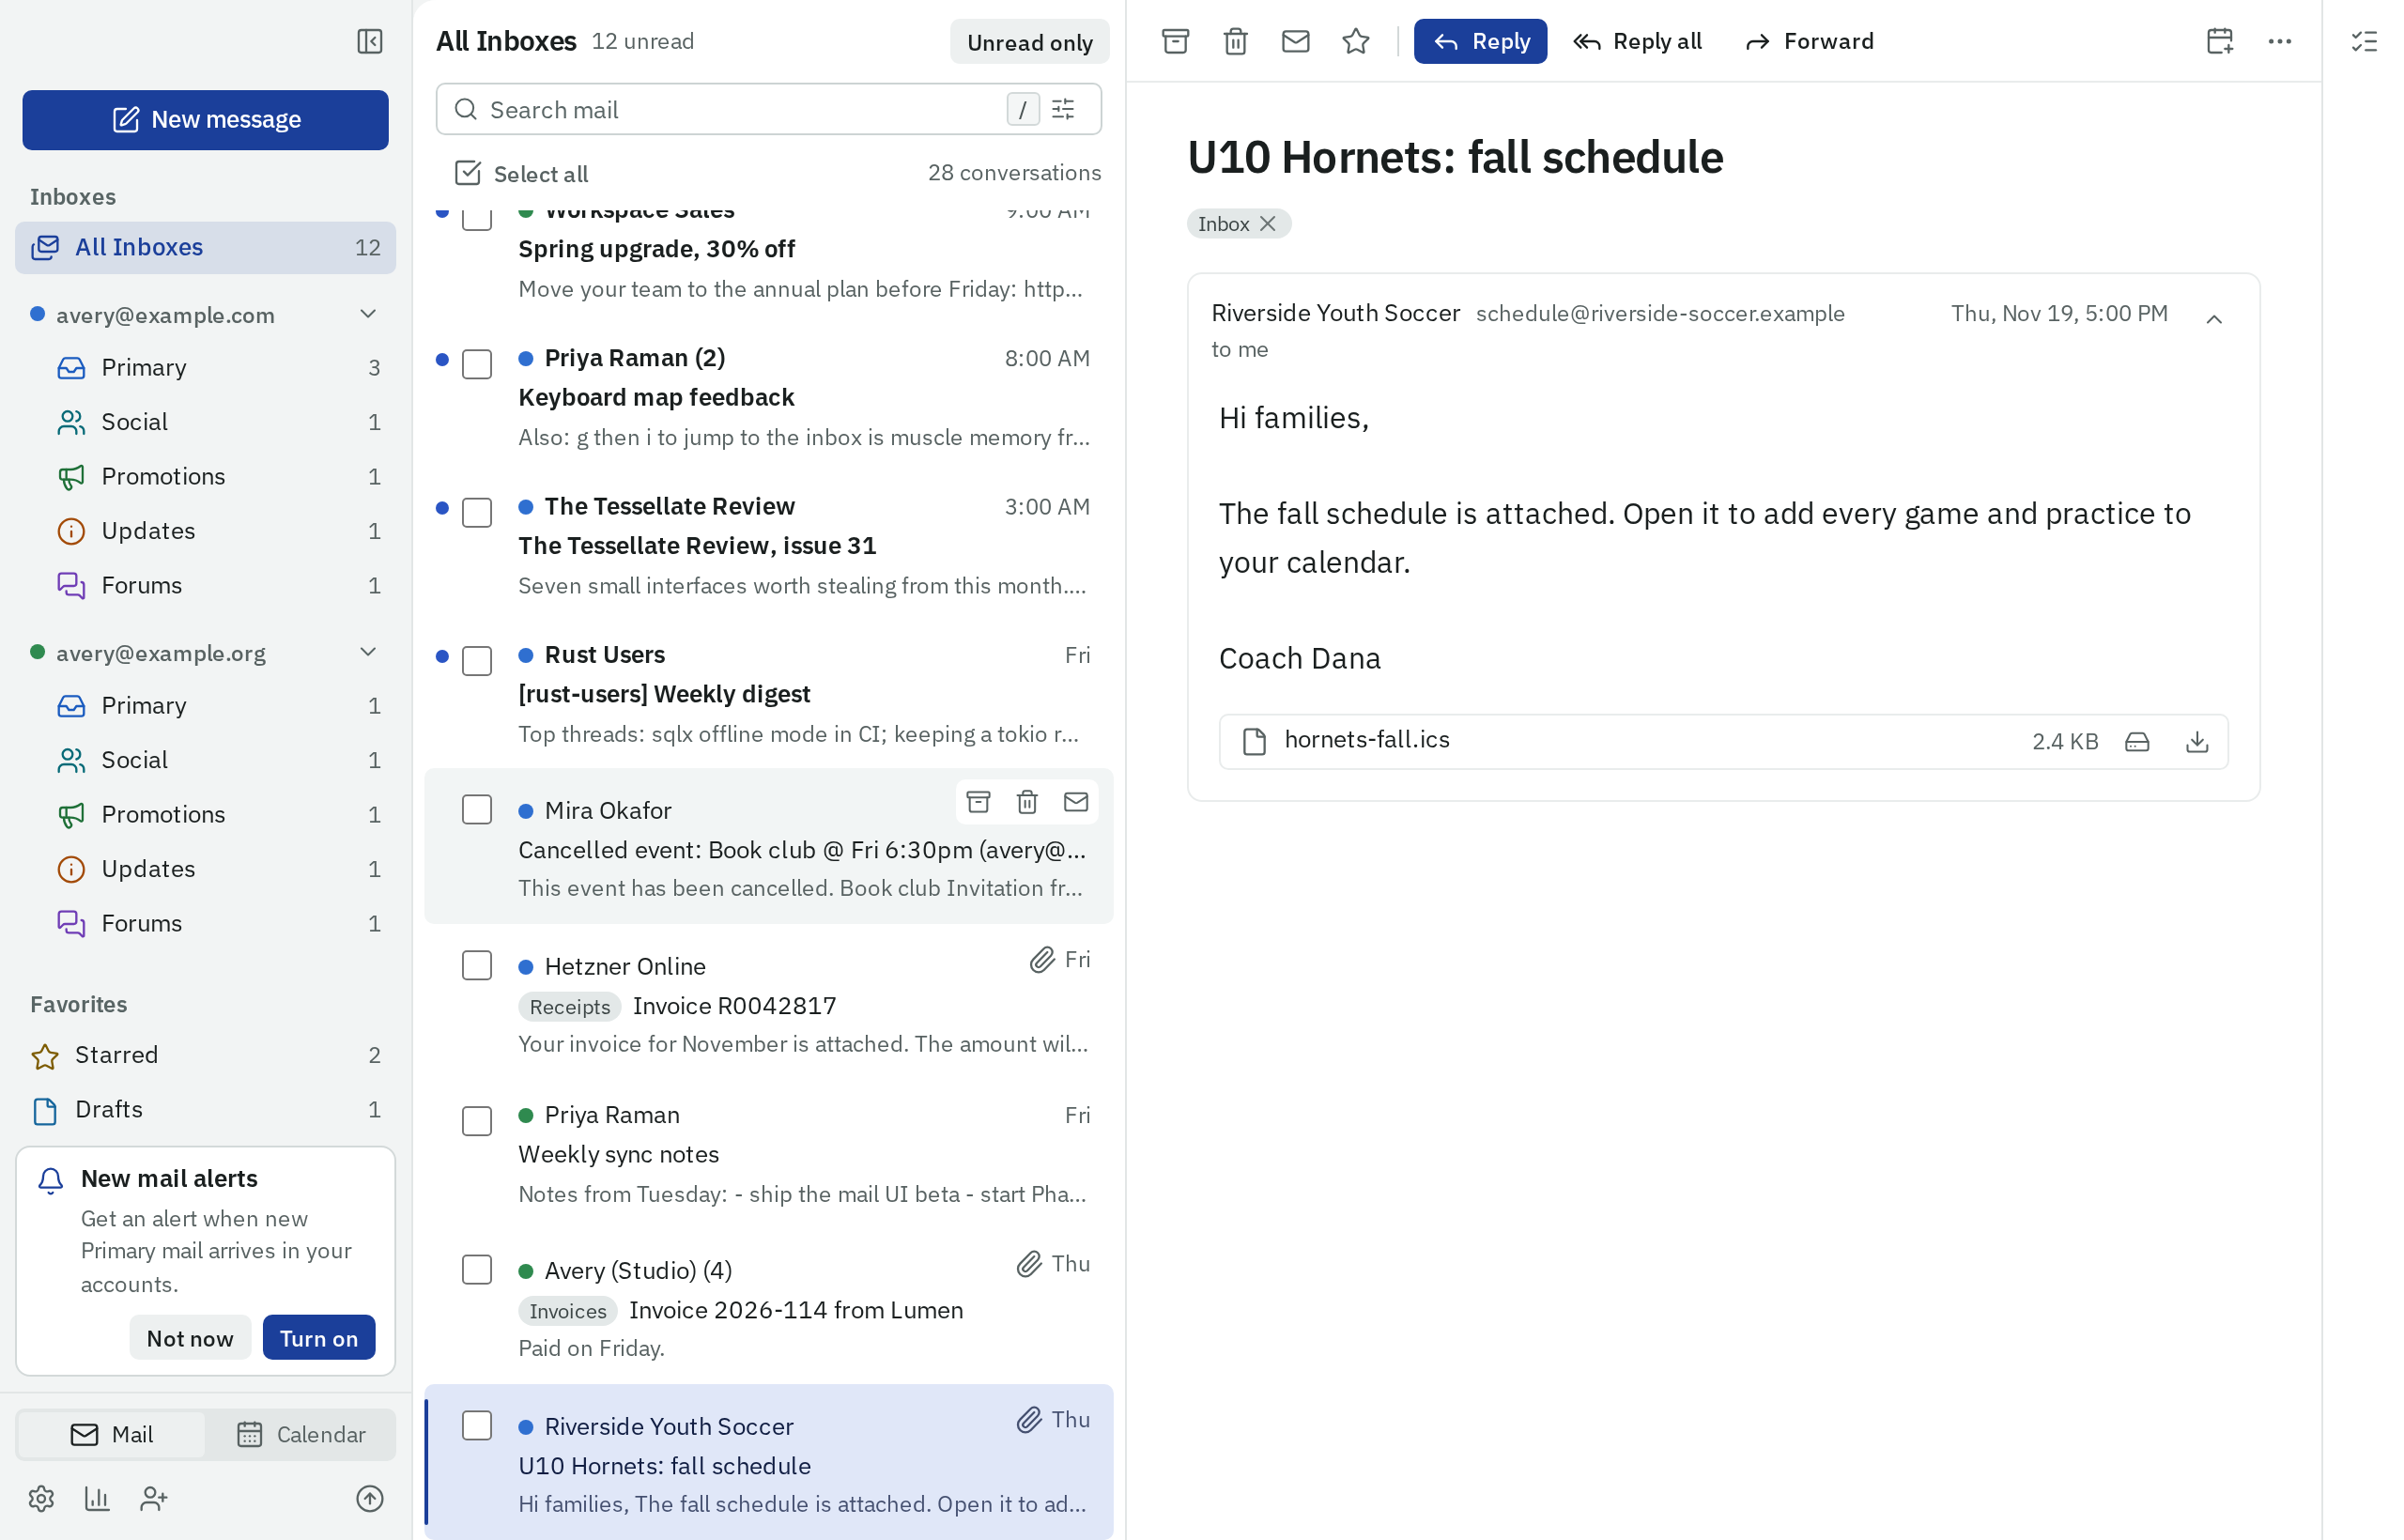 New message
Inboxes
All Inboxes 12
avery@example.com
Primary 3
Social 1
Promotions 1
Updates 1
Forums 1
avery@example.org
Primary 1
Social 1
Promotions 1
Updates 1
Forums 1
Favorites
Starred 2
Drafts 1
New mail alerts
Get an alert when new
Primary mail arrives in your
accounts.
Not now Turn on
Mail Calendar
All Inboxes 12 unread Unread only
Search mail /
Select all 28 conversations
Workspace Sales 9:00 AM
Spring upgrade, 30% off
Move your team to the annual plan before Friday: http...
Priya Raman (2) 8:00 AM
Keyboard map feedback
Also: g then i to jump to the inbox is muscle memory fr...
The Tessellate Review 3:00 AM
The Tessellate Review, issue 31
Seven small interfaces worth stealing from this month....
Rust Users Fri
[rust-users] Weekly digest
Top threads: sqlx offline mode in CI; keeping a tokio r...
Mira Okafor
Cancelled event: Book club @ Fri 6:30pm (avery@...
This event has been cancelled. Book club Invitation fr...
Hetzner Online Fri
Receipts Invoice R0042817
Your invoice for November is attached. The amount wil...
Priya Raman Fri
Weekly sync notes
Notes from Tuesday: - ship the mail UI beta - start Pha...
Avery (Studio) (4) Thu
Invoices Invoice 2026-114 from Lumen
Paid on Friday.
Riverside Youth Soccer Thu
U10 Hornets: fall schedule
Hi families, The fall schedule is attached. Open it to ad...
Reply Reply all Forward
U10 Hornets: fall schedule
Inbox
Riverside Youth Soccer schedule@riverside-soccer.example Thu, Nov 19, 5:00 PM
to me
Hi families,
The fall schedule is attached. Open it to add every game and practice to
your calendar.
Coach Dana
hornets-fall.ics 2.4 KB